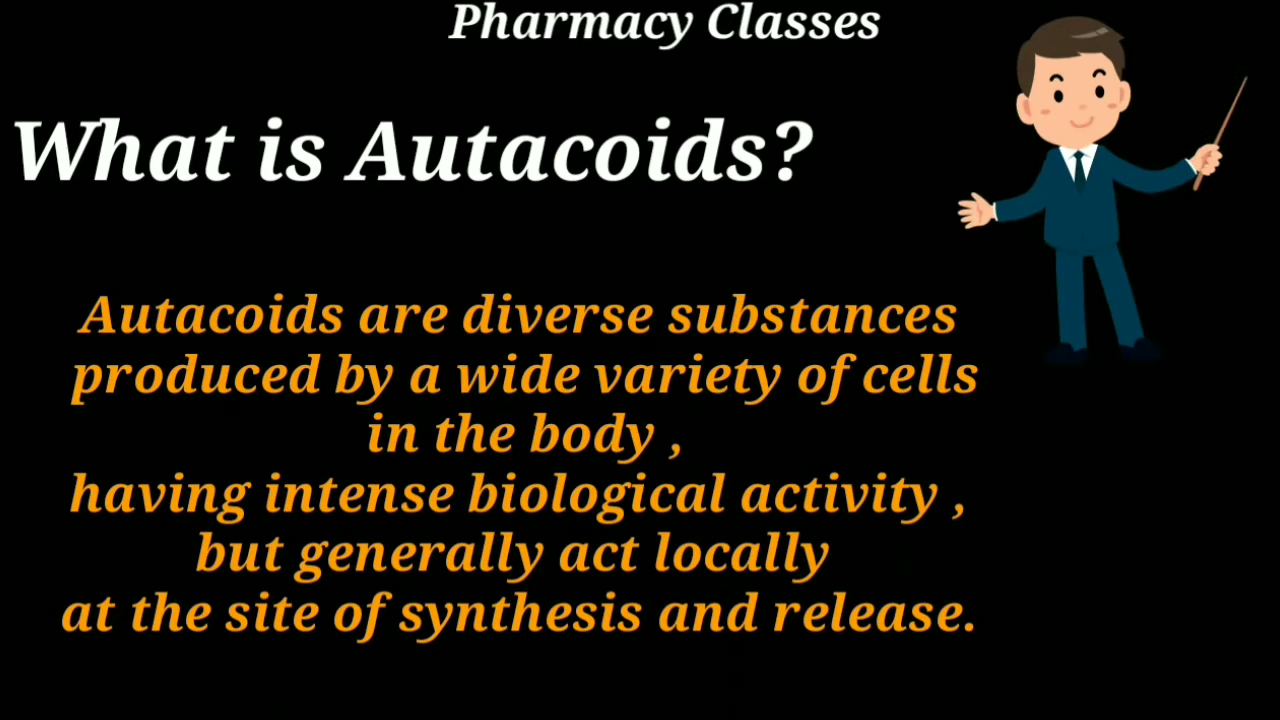 Pharmacy Classes
What is Autacoids?
Autacoids are diverse substances
produced by a wide variety of cells
in the body ,
having intense biological activity ,
but generally act locally
at the site of synthesis and release.